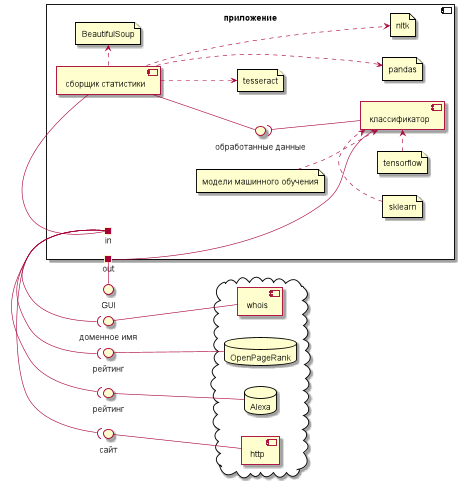 приложение
nltk
BeautifulSoup
pandas
сборщик статистики
tesseract
классификатор
обработанные данные
tensorflow
модели машинного обучения
sklearn
in
out
GUI
whois
доменное имя
OpenPageRank
рейтинг
Alexa
рейтинг
http
сайт